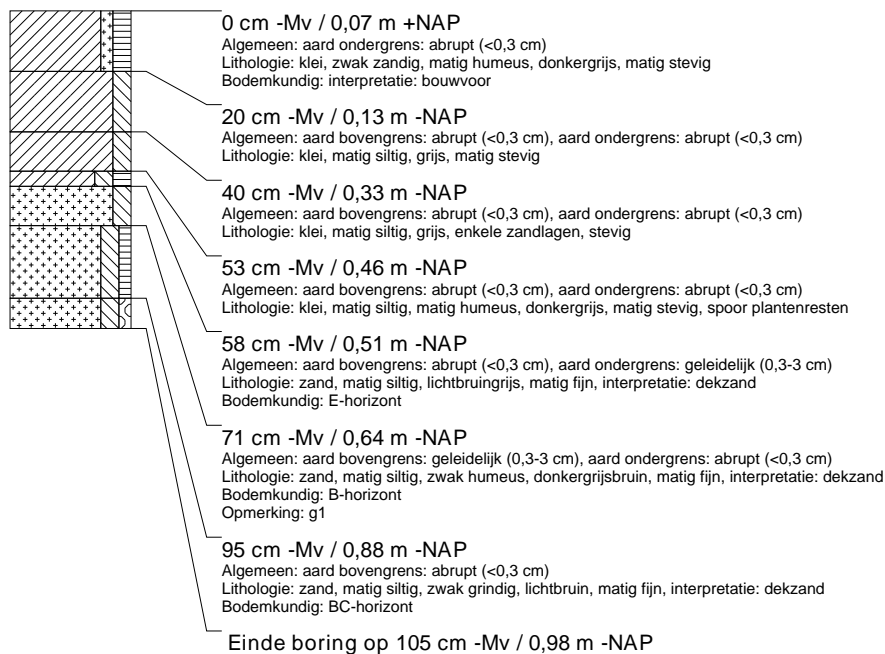 0 cm -Mv / 0,07 m +NAP
Algemeen: aard ondergrens: abrupt (<0,3 cm)
Lithologie: klei, zwak zandig, matig humeus, donkergrijs, matig stevig
Bodemkundig: interpretatie: bouwvoor
20 cm -Mv / 0,13 m -NAP
Algemeen: aard bovengrens: abrupt (<0,3 cm), aard ondergrens: abrupt (<0,3 cm)
Lithologie: klei, matig siltig, grijs, matig stevig
40 cm -Mv / 0,33 m -NAP
Algemeen: aard bovengrens: abrupt (<0,3 cm), aard ondergrens: abrupt (<0,3 cm)
Lithologie: klei, matig siltig, grijs, enkele zandlagen, stevig
53 cm -Mv / 0,46 m -NAP
Algemeen: aard bovengrens: abrupt (<0,3 cm), aard ondergrens: abrupt (<0,3 cm)
Lithologie: klei, matig siltig, matig humeus, donkergrijs, matig stevig, spoor plantenresten
58 cm -Mv / 0,51 m -NAP
Algemeen: aard bovengrens: abrupt (<0,3 cm), aard ondergrens: geleidelijk (0,3-3 cm)
Lithologie: zand, matig siltig, lichtbruingrijs, matig fijn, interpretatie: dekzand
Bodemkundig: E-horizont
71 cm -Mv / 0,64 m -NAP
Algemeen: aard bovengrens: geleidelijk (0,3-3 cm), aard ondergrens: abrupt (<0,3 cm)
Lithologie: zand, matig siltig, zwak humeus, donkergrijsbruin, matig fijn, interpretatie: dekzand
Bodemkundig: B-horizont
Opmerking: g1
95 cm -Mv / 0,88 m -NAP
Algemeen: aard bovengrens: abrupt (<0,3 cm)
Lithologie: zand, matig siltig, zwak grindig, lichtbruin, matig fijn, interpretatie: dekzand
Bodemkundig: BC-horizont
Einde boring op 105 cm -Mv / 0,98 m -NAP